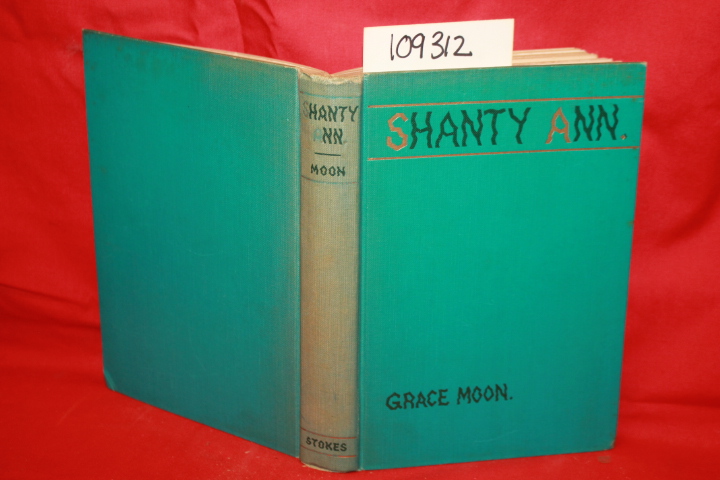 109312
SHANTY
ANN.
MOON
STOKES
SHANTY ANN.
GRACE MOON.